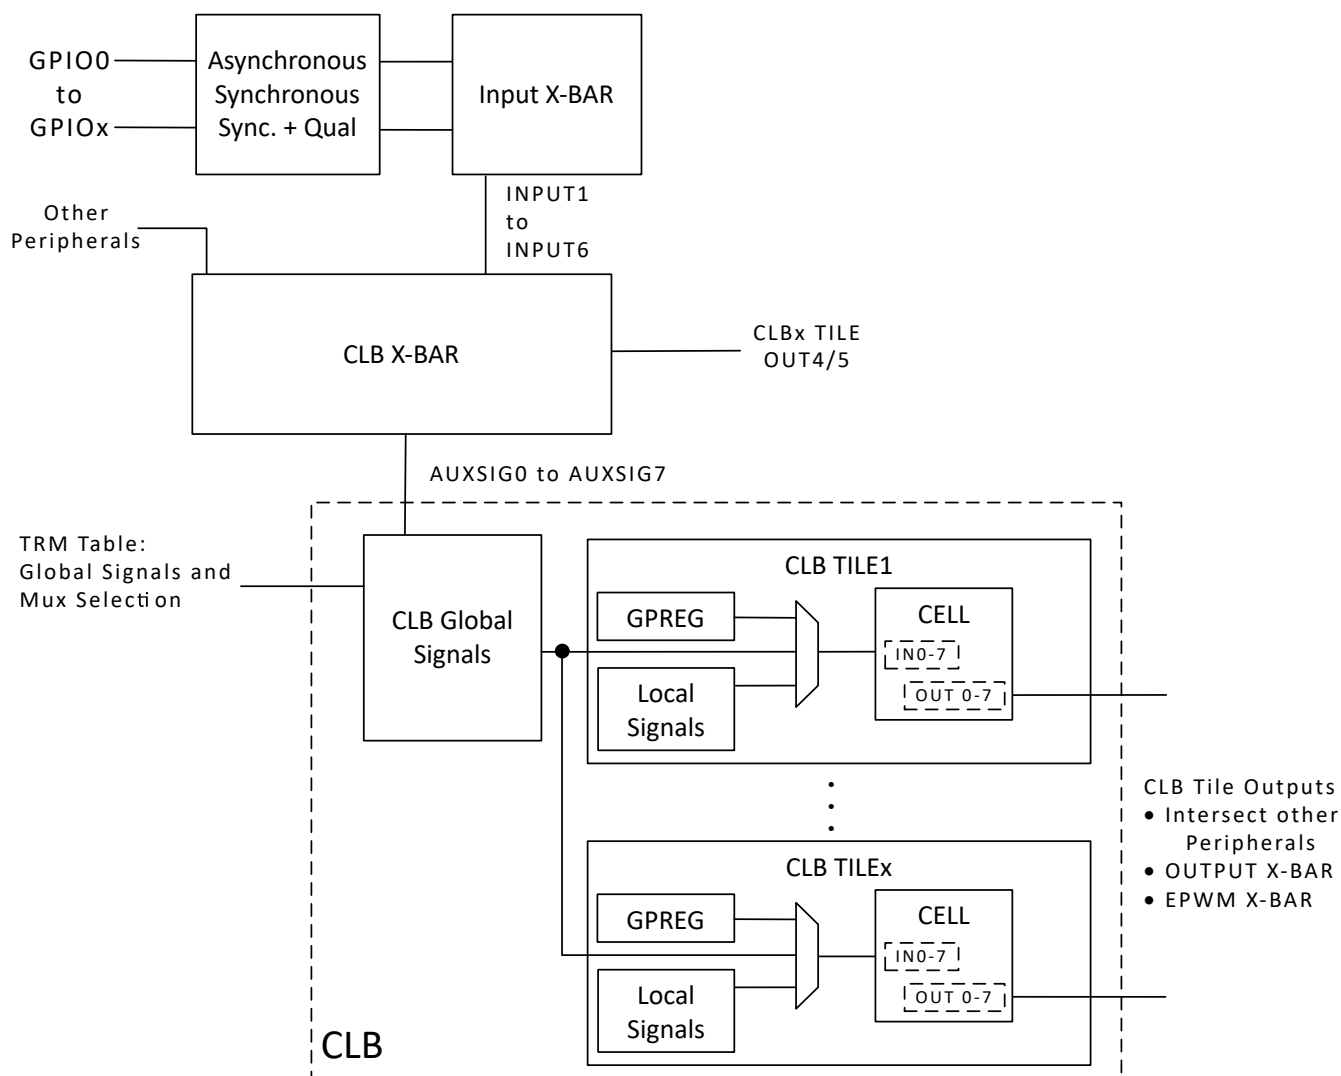 GPIO0
to
GPIOx
Asynchronous
Synchronous
Sync. + Qual
Input X-BAR
INPUT1
to
INPUT6
Other
Peripherals
CLB X-BAR
CLBx TILE
OUT4/5
AUXSIG0 to AUXSIG7
TRM Table:
Global Signals and
Mux Selection
CLB Global
Signals
CLB TILE1
GPREG
Local
Signals
CELL
IN0-7
OUT 0-7
CLB TILEx
GPREG
Local
Signals
CELL
IN0-7
OUT 0-7
CLB Tile Outputs
• Intersect other
Peripherals
• OUTPUT X-BAR
• EPWM X-BAR
CLB